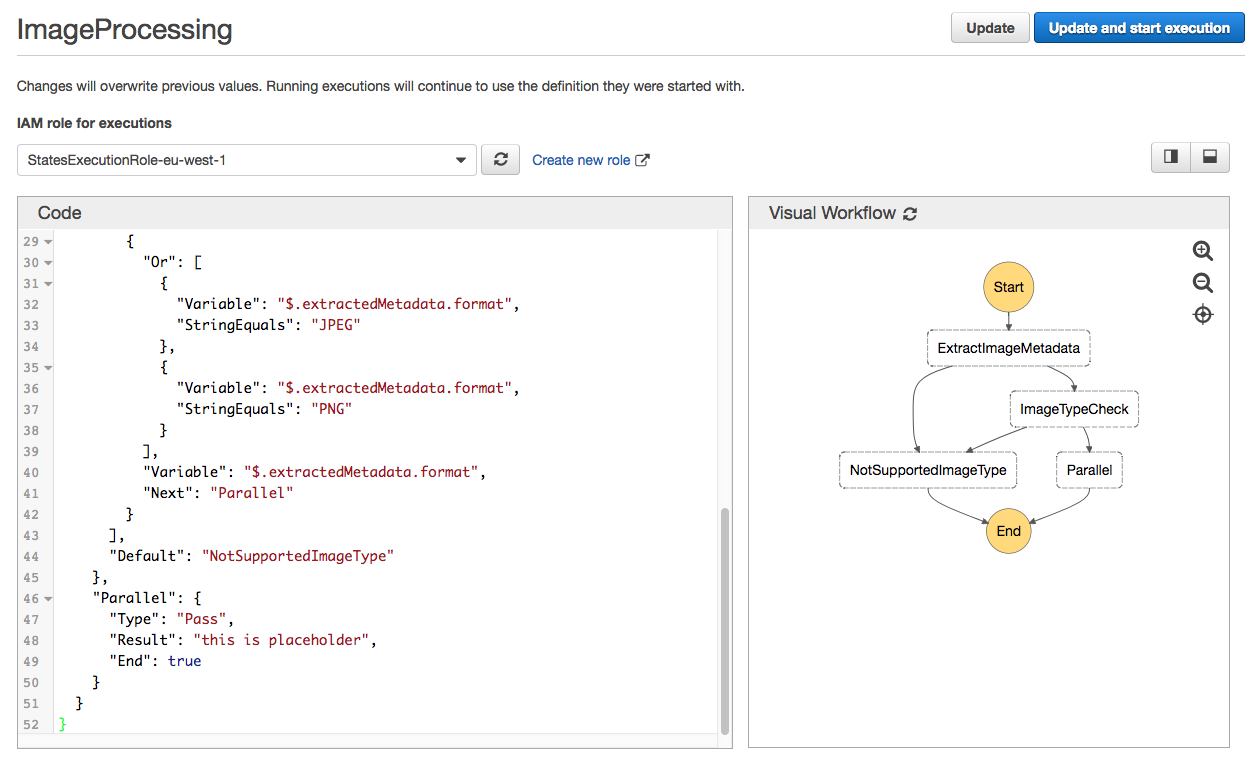 ImageProcessing
Update
Update and start execution
Changes will overwrite previous values. Running executions will continue to use the definition they were started with.
IAM role for executions
StatesExecutionRole-eu-west-1
Create new role
Code
29 {
30 "Or": [
31 {
32 "Variable": "$.extractedMetadata.format",
33 "StringEquals": "JPEG"
34 },
35 {
36 "Variable": "$.extractedMetadata.format",
37 "StringEquals": "PNG"
38 }
39 ],
40 "Variable": "$.extractedMetadata.format",
41 "Next": "Parallel"
42 }
43 ],
44 "Default": "NotSupportedImageType"
45 },
46 "Parallel": {
47 "Type": "Pass",
48 "Result": "this is placeholder",
49 "End": true
50 }
51 }
52 }
Visual Workflow
Start
ExtractImageMetadata
ImageTypeCheck
NotSupportedImageType
Parallel
End